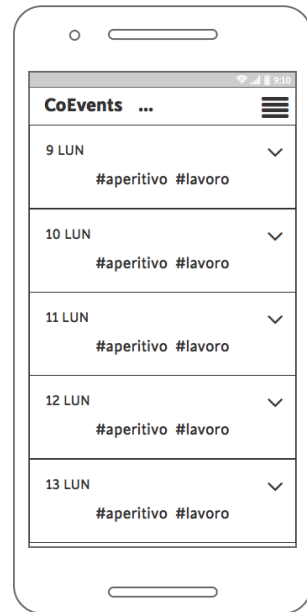 9:10
CoEvents ...
9 LUN
#aperitivo #lavoro
10 LUN
#aperitivo #lavoro
11 LUN
#aperitivo #lavoro
12 LUN
#aperitivo #lavoro
13 LUN
#aperitivo #lavoro